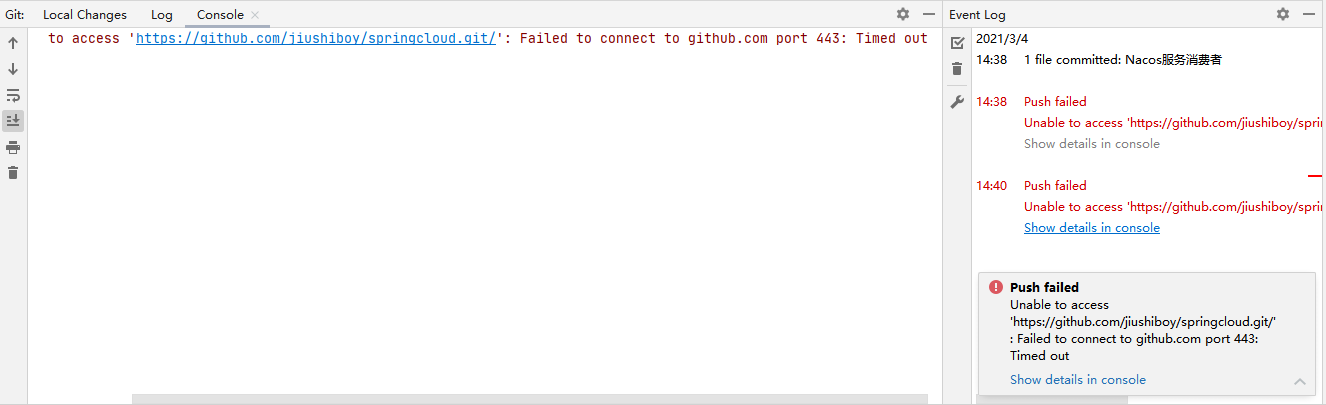 Git: Local Changes Log Console
to access 'https://github.com/jiushiboy/springcloud.git/': Failed to connect to github.com port 443: Timed out
Event Log
2021/3/4
14:38 1 file committed: Nacos服务消费者
14:38 Push failed
Unable to access 'https://github.com/jiushiboy/spri
Show details in console
14:40 Push failed
Unable to access 'https://github.com/jiushiboy/spri
Show details in console
Push failed
Unable to access
'https://github.com/jiushiboy/springcloud.git/'
: Failed to connect to github.com port 443:
Timed out
Show details in console